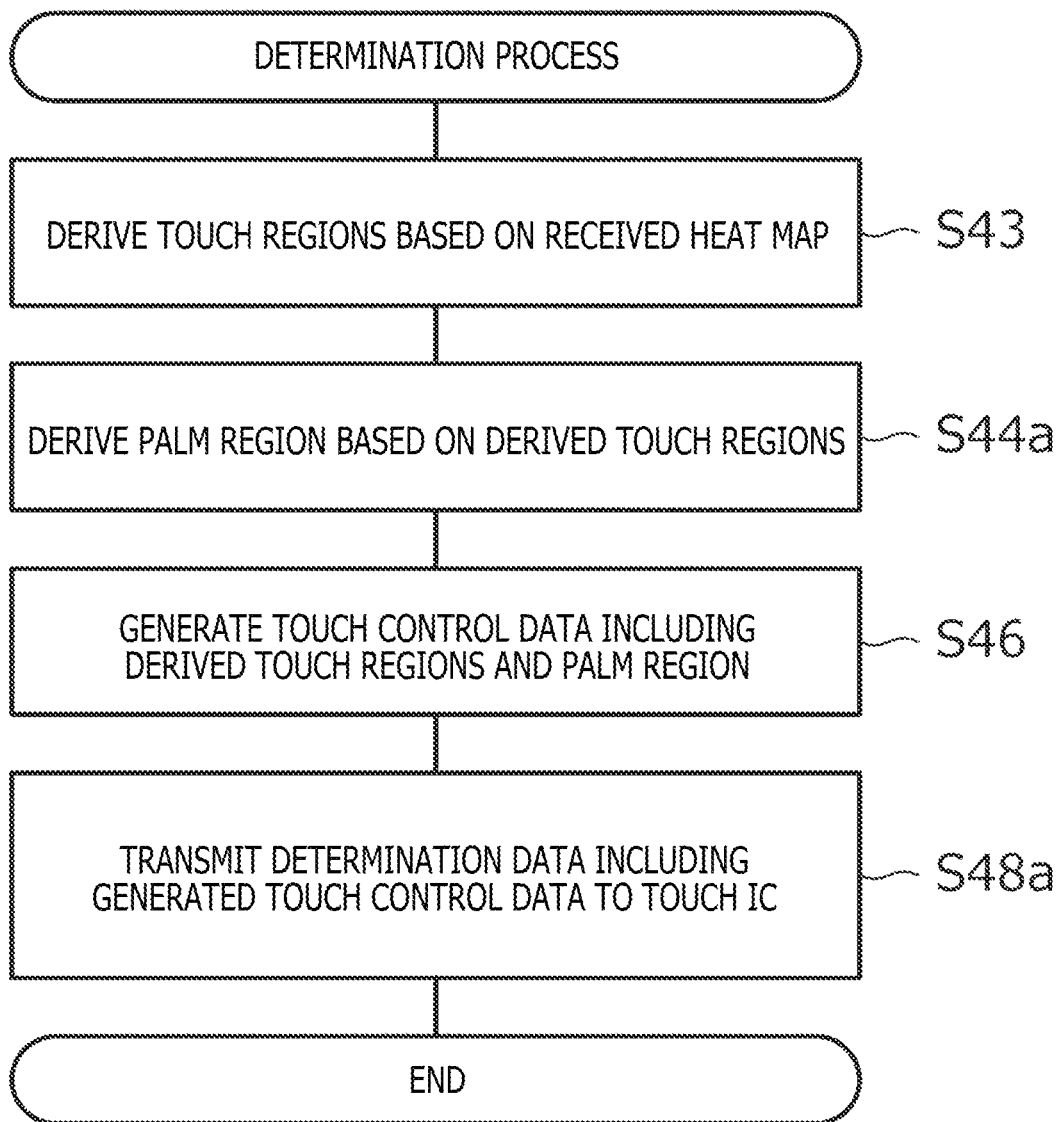 DETERMINATION PROCESS
DERIVE TOUCH REGIONS BASED ON RECEIVED HEAT MAP
S43
DERIVE PALM REGION BASED ON DERIVED TOUCH REGIONS
S44a
GENERATE TOUCH CONTROL DATA INCLUDING
DERIVED TOUCH REGIONS AND PALM REGION
S46
TRANSMIT DETERMINATION DATA INCLUDING
GENERATED TOUCH CONTROL DATA TO TOUCH IC
S48a
END